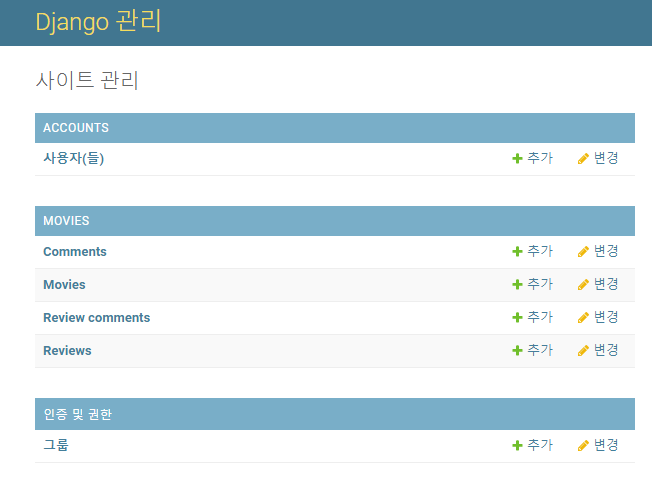 Django 관리
사이트 관리
ACCOUNTS
사용자(들) 추가 변경
MOVIES
Comments 추가 변경
Movies 추가 변경
Review comments 추가 변경
Reviews 추가 변경
인증 및 권한
그룹 추가 변경